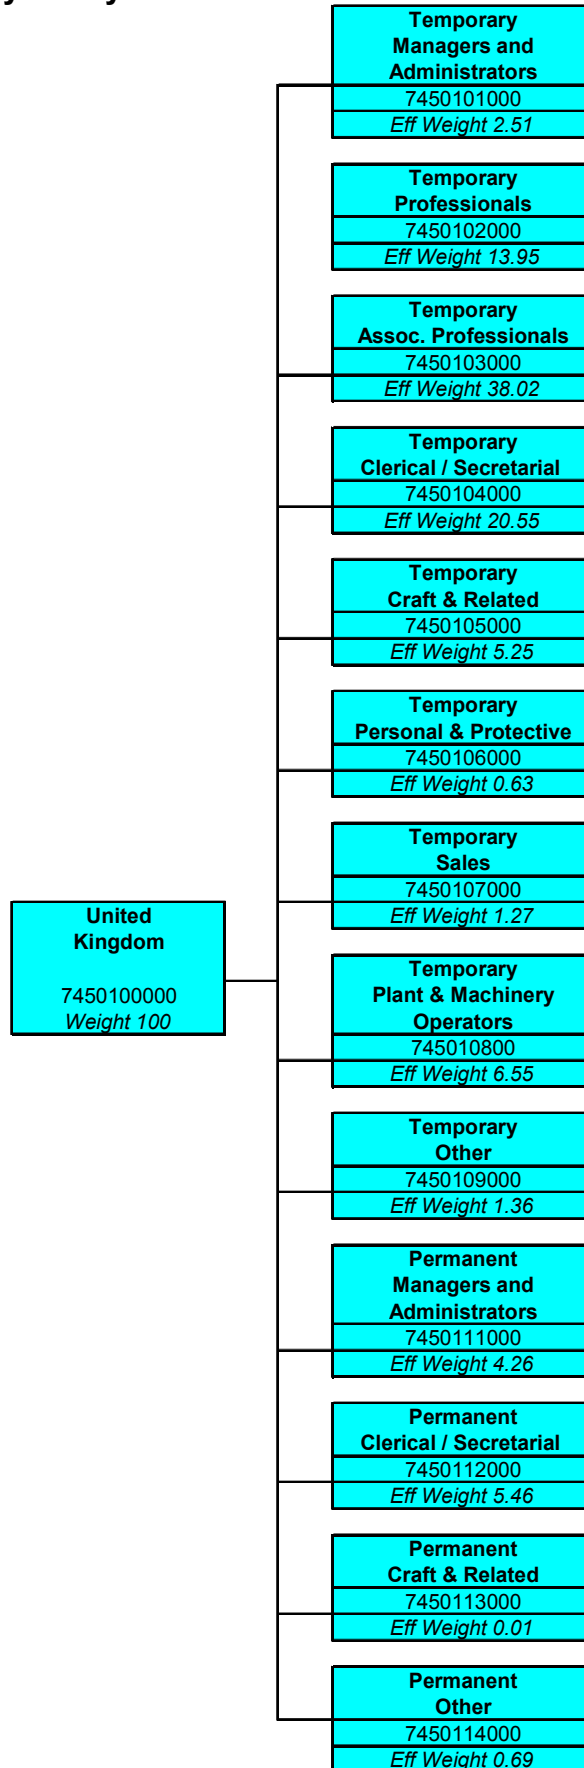 Temporary
Managers and
Administrators
7450101000
Eff Weight 2.51
Temporary
Professionals
7450102000
Eff Weight 13.95
Temporary
Assoc. Professionals
7450103000
Eff Weight 38.02
Temporary
Clerical / Secretarial
7450104000
Eff Weight 20.55
Temporary
Craft & Related
7450105000
Eff Weight 5.25
Temporary
Personal & Protective
7450106000
Eff Weight 0.63
Temporary
Sales
7450107000
Eff Weight 1.27
United
Kingdom
7450100000
Weight 100
Temporary
Plant & Machinery
Operators
745010800
Eff Weight 6.55
Temporary
Other
7450109000
Eff Weight 1.36
Permanent
Managers and
Administrators
7450111000
Eff Weight 4.26
Permanent
Clerical / Secretarial
7450112000
Eff Weight 5.46
Permanent
Craft & Related
7450113000
Eff Weight 0.01
Permanent
Other
7450114000
Eff Weight 0.69